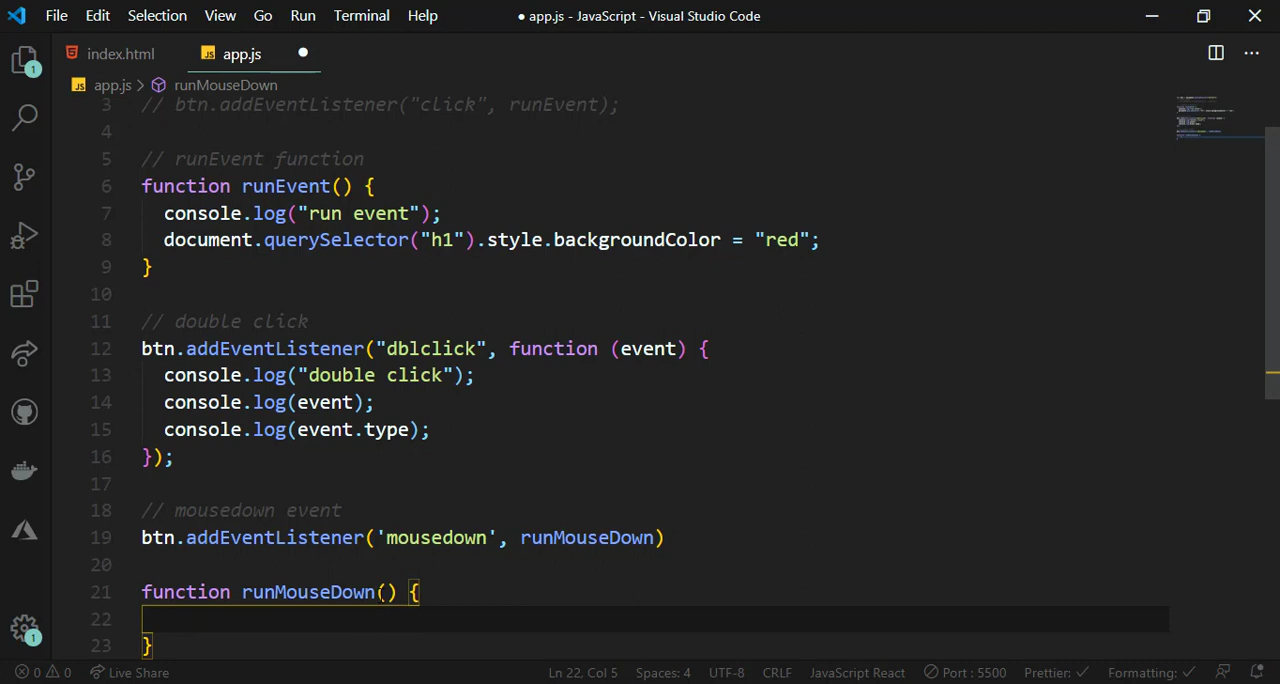 File Edit Selection View Go Run Terminal Help ● app.js - JavaScript - Visual Studio Code
index.html JS app.js
JS app.js > runMouseDown
3 // btn.addEventListener("click", runEvent);
4
5 // runEvent function
6 function runEvent() {
7 console.log("run event");
8 document.querySelector("h1").style.backgroundColor = "red";
9 }
10
11 // double click
12 btn.addEventListener("dblclick", function (event) {
13 console.log("double click");
14 console.log(event);
15 console.log(event.type);
16 });
17
18 // mousedown event
19 btn.addEventListener('mousedown', runMouseDown)
20
21 function runMouseDown() {
22
23 }
1
1
0 0 Live Share Ln 22, Col 5 Spaces: 4 UTF-8 CRLF JavaScript React Port : 5500 Prettier: ✓ Formatting: ✓